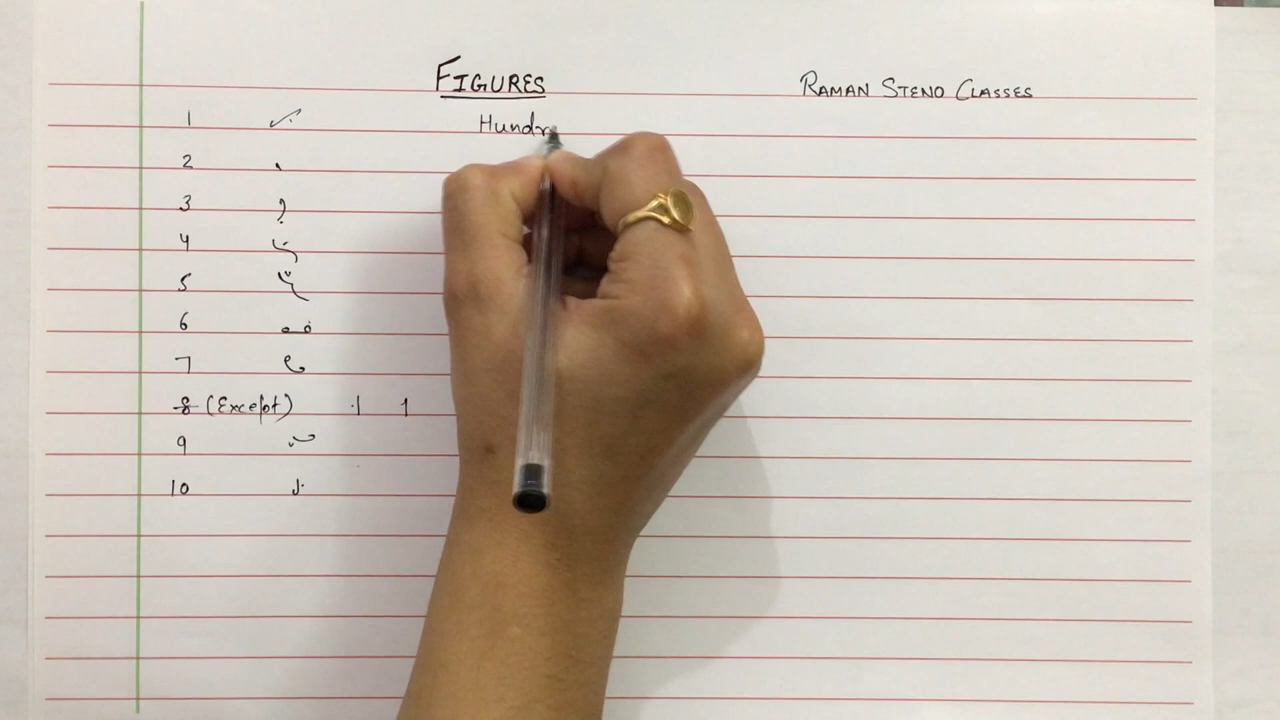 FIGURES
RAMAN STENO CLASSES
1
Hundr
2
3
4
5
6
7
8 (Except)
9
10